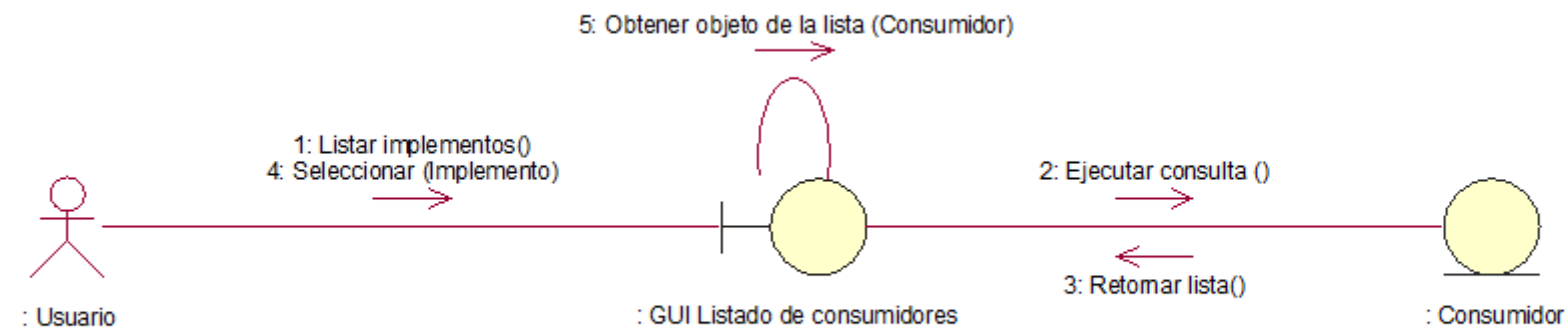 5: Obtener objeto de la lista (Consumidor)
1: Listar implementos()
4: Seleccionar (Implemento)
2: Ejecutar consulta ()
3: Retornar lista()
: Usuario
: GUI Listado de consumidores
: Consumidor